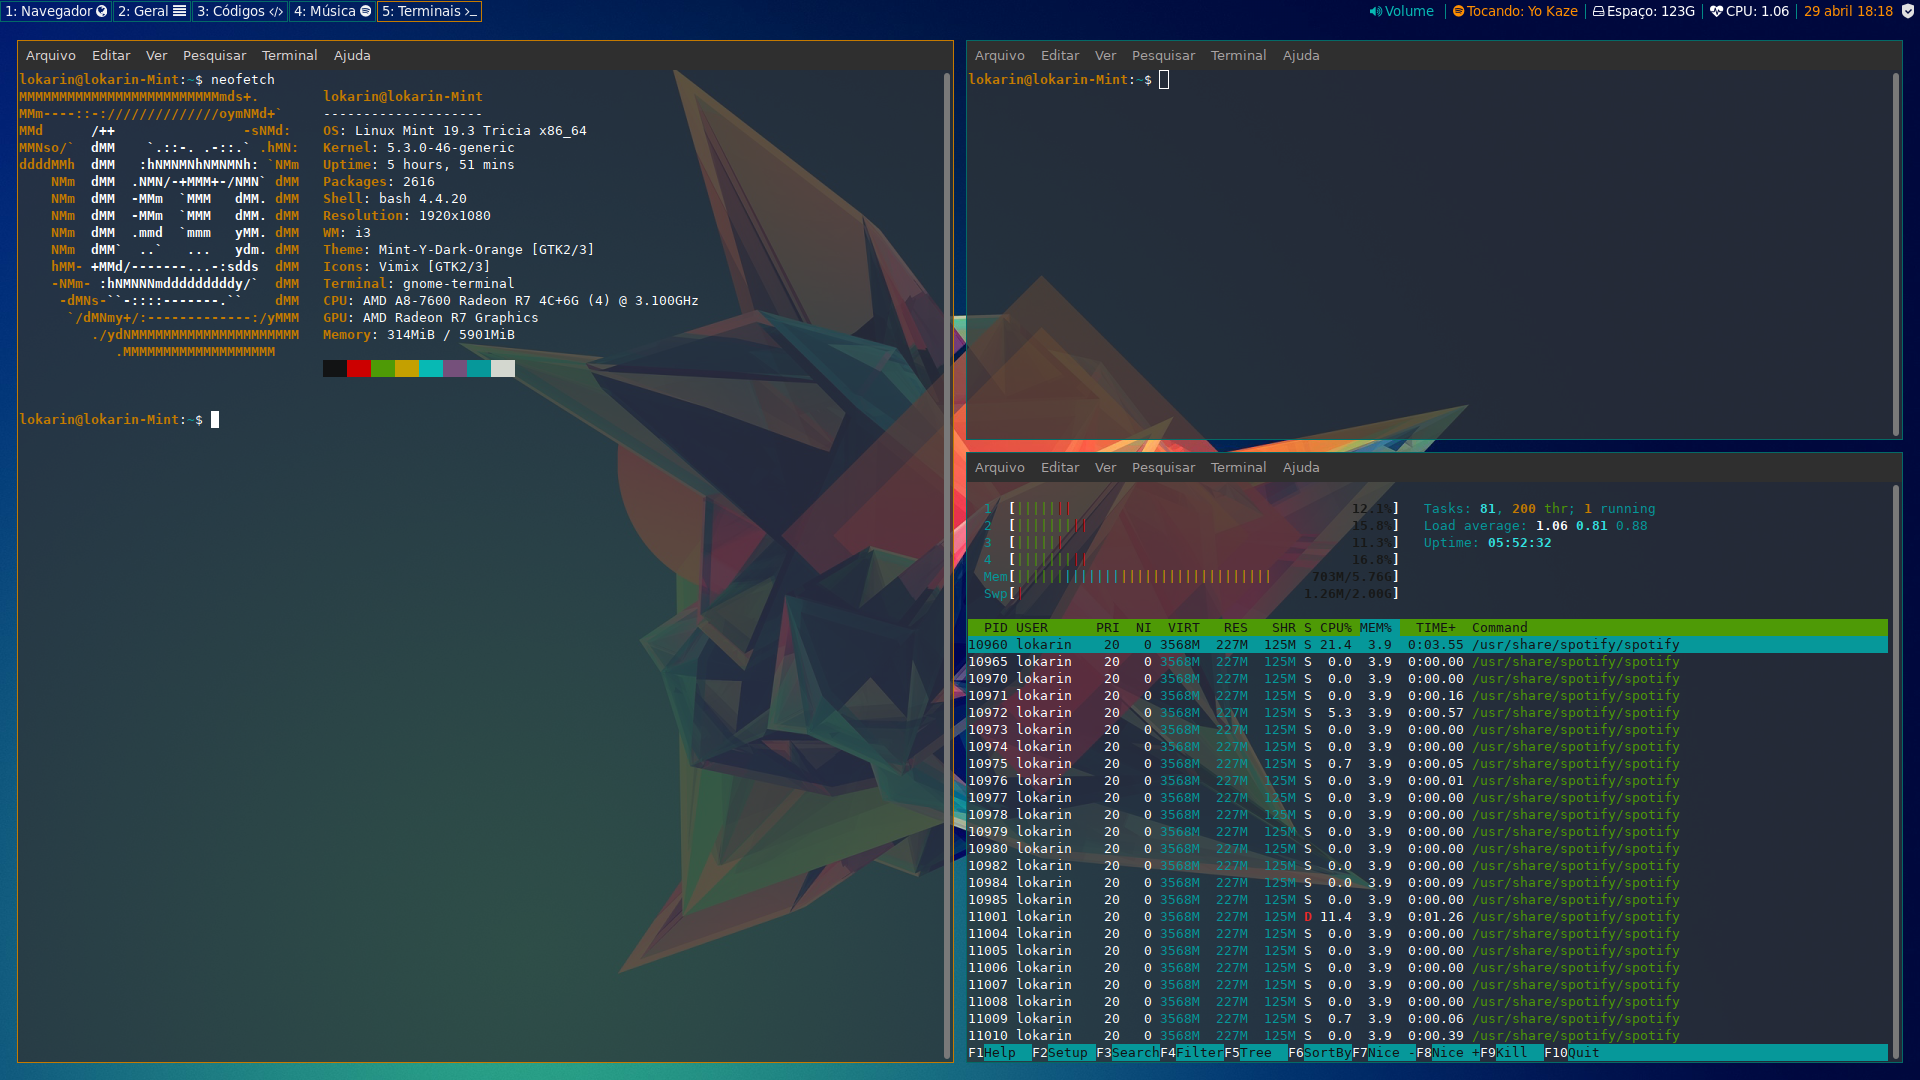 1: Navegador 2: Geral 3: Códigos 4: Música 5: Terminais
Volume | Tocando: Yo Kaze | Espaço: 123G | CPU: 1.06 | 29 abril 18:18
Arquivo Editar Ver Pesquisar Terminal Ajuda
lokarin@lokarin-Mint:~$ neofetch
MMMMMMMMMMMMMMMMMMMMMMMMMmds+. lokarin@lokarin-Mint
MMm----::-://////////////oymNMd+` -------------------
MMd /++ -sNMd: OS: Linux Mint 19.3 Tricia x86_64
MMNso/` dMM `.::-. .-::.` .hMN: Kernel: 5.3.0-46-generic
ddddMMh dMM :hNMNMNhNMNMNh: `NMm Uptime: 5 hours, 51 mins
NMm dMM .NMN/-+MMM+-/NMN` dMM Packages: 2616
NMm dMM -MMm `MMM dMM. dMM Shell: bash 4.4.20
NMm dMM -MMm `MMM dMM. dMM Resolution: 1920x1080
NMm dMM .mmd `mmm yMM. dMM WM: i3
NMm dMM` ..` ... ydm. dMM Theme: Mint-Y-Dark-Orange [GTK2/3]
hMM- +MMd/-------...-:sdds dMM Icons: Vimix [GTK2/3]
-NMm- :hNMNNNmdddddddddy/` dMM Terminal: gnome-terminal
-dMNs-``-::::-------.`` dMM CPU: AMD A8-7600 Radeon R7 4C+6G (4) @ 3.100GHz
`/dMNmy+/:-------------:/yMMM GPU: AMD Radeon R7 Graphics
./ydNMMMMMMMMMMMMMMMMMMMMM Memory: 314MiB / 5901MiB
.MMMMMMMMMMMMMMMMMMM
lokarin@lokarin-Mint:~$
Arquivo Editar Ver Pesquisar Terminal Ajuda
lokarin@lokarin-Mint:~$
Arquivo Editar Ver Pesquisar Terminal Ajuda
1 [||||||| 12.1%] Tasks: 81, 200 thr; 1 running
2 [||||||||| 15.8%] Load average: 1.06 0.81 0.88
3 [|||||| 11.3%] Uptime: 05:52:32
4 [||||||||| 16.8%]
Mem[|||||||||||||||||||||||||||||||| 703M/5.76G]
Swp[| 1.26M/2.00G]
PID USER PRI NI VIRT RES SHR S CPU% MEM% TIME+ Command
10960 lokarin 20 0 3568M 227M 125M S 21.4 3.9 0:03.55 /usr/share/spotify/spotify
10965 lokarin 20 0 3568M 227M 125M S 0.0 3.9 0:00.00 /usr/share/spotify/spotify
10970 lokarin 20 0 3568M 227M 125M S 0.0 3.9 0:00.00 /usr/share/spotify/spotify
10971 lokarin 20 0 3568M 227M 125M S 0.0 3.9 0:00.16 /usr/share/spotify/spotify
10972 lokarin 20 0 3568M 227M 125M S 5.3 3.9 0:00.57 /usr/share/spotify/spotify
10973 lokarin 20 0 3568M 227M 125M S 0.0 3.9 0:00.00 /usr/share/spotify/spotify
10974 lokarin 20 0 3568M 227M 125M S 0.0 3.9 0:00.00 /usr/share/spotify/spotify
10975 lokarin 20 0 3568M 227M 125M S 0.7 3.9 0:00.05 /usr/share/spotify/spotify
10976 lokarin 20 0 3568M 227M 125M S 0.0 3.9 0:00.01 /usr/share/spotify/spotify
10977 lokarin 20 0 3568M 227M 125M S 0.0 3.9 0:00.00 /usr/share/spotify/spotify
10978 lokarin 20 0 3568M 227M 125M S 0.0 3.9 0:00.00 /usr/share/spotify/spotify
10979 lokarin 20 0 3568M 227M 125M S 0.0 3.9 0:00.00 /usr/share/spotify/spotify
10980 lokarin 20 0 3568M 227M 125M S 0.0 3.9 0:00.00 /usr/share/spotify/spotify
10982 lokarin 20 0 3568M 227M 125M S 0.0 3.9 0:00.00 /usr/share/spotify/spotify
10984 lokarin 20 0 3568M 227M 125M S 0.0 3.9 0:00.09 /usr/share/spotify/spotify
10985 lokarin 20 0 3568M 227M 125M S 0.0 3.9 0:00.00 /usr/share/spotify/spotify
11001 lokarin 20 0 3568M 227M 125M D 11.4 3.9 0:01.26 /usr/share/spotify/spotify
11004 lokarin 20 0 3568M 227M 125M S 0.0 3.9 0:00.00 /usr/share/spotify/spotify
11005 lokarin 20 0 3568M 227M 125M S 0.0 3.9 0:00.00 /usr/share/spotify/spotify
11006 lokarin 20 0 3568M 227M 125M S 0.0 3.9 0:00.00 /usr/share/spotify/spotify
11007 lokarin 20 0 3568M 227M 125M S 0.0 3.9 0:00.00 /usr/share/spotify/spotify
11008 lokarin 20 0 3568M 227M 125M S 0.0 3.9 0:00.00 /usr/share/spotify/spotify
11009 lokarin 20 0 3568M 227M 125M S 0.7 3.9 0:00.06 /usr/share/spotify/spotify
11010 lokarin 20 0 3568M 227M 125M S 0.0 3.9 0:00.39 /usr/share/spotify/spotify
F1Help F2Setup F3SearchF4FilterF5Tree F6SortByF7Nice -F8Nice +F9Kill F10Quit